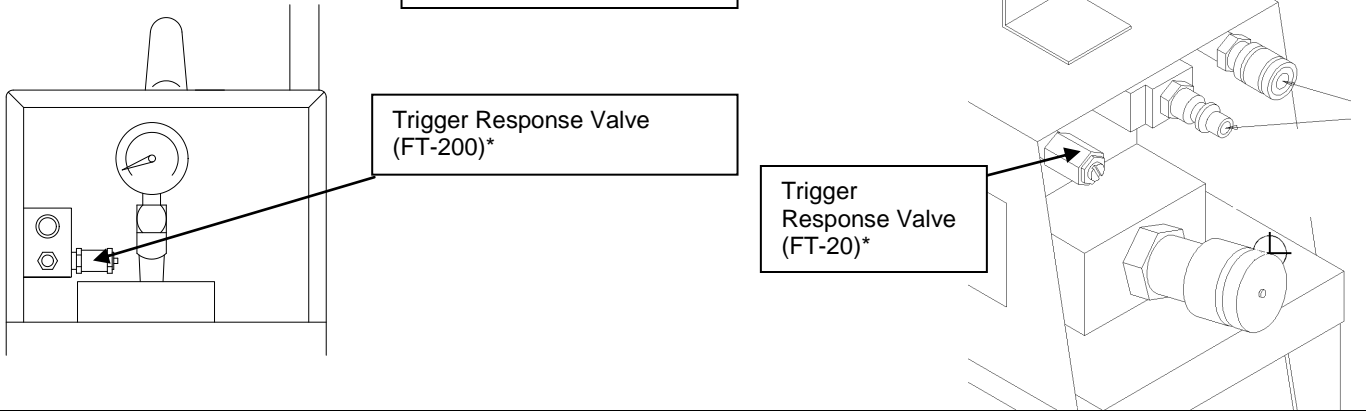 Trigger Response Valve
(FT-200)*
Trigger
Response Valve
(FT-20)*